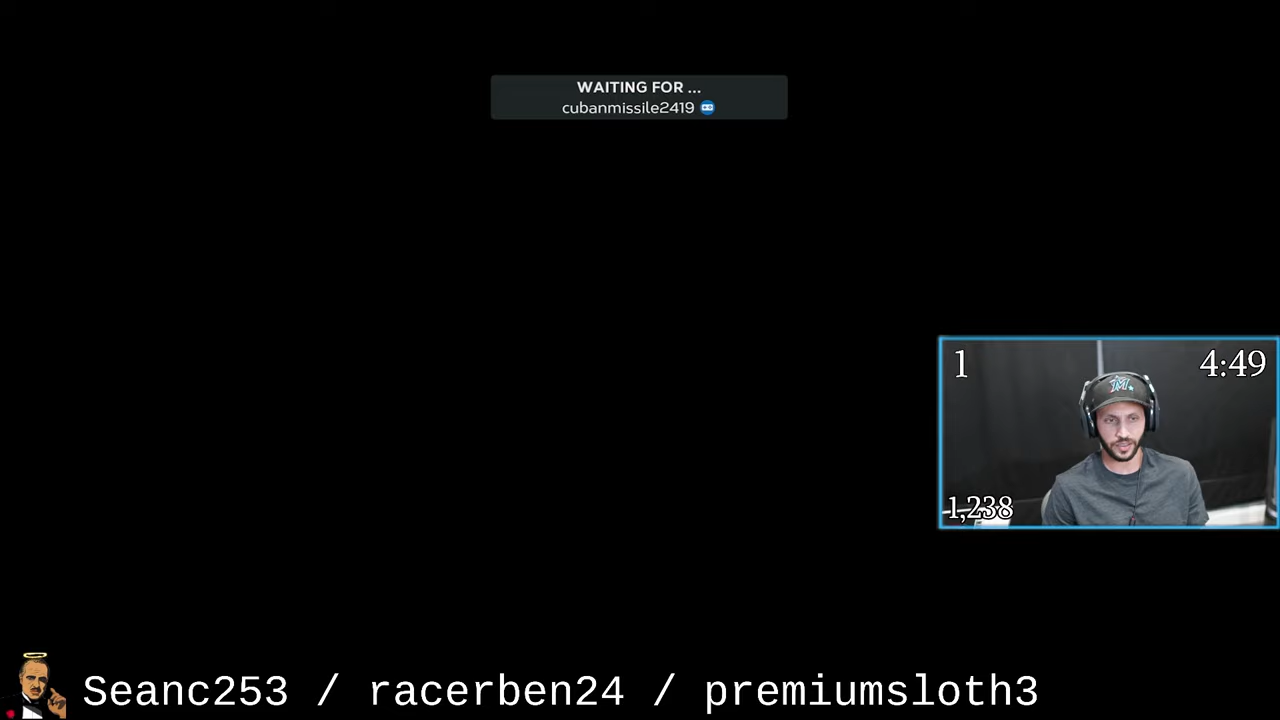 WAITING FOR ...
cubanmissile2419
1
4:49
M
1,238
Seanc253 / racerben24 / premiumsloth3